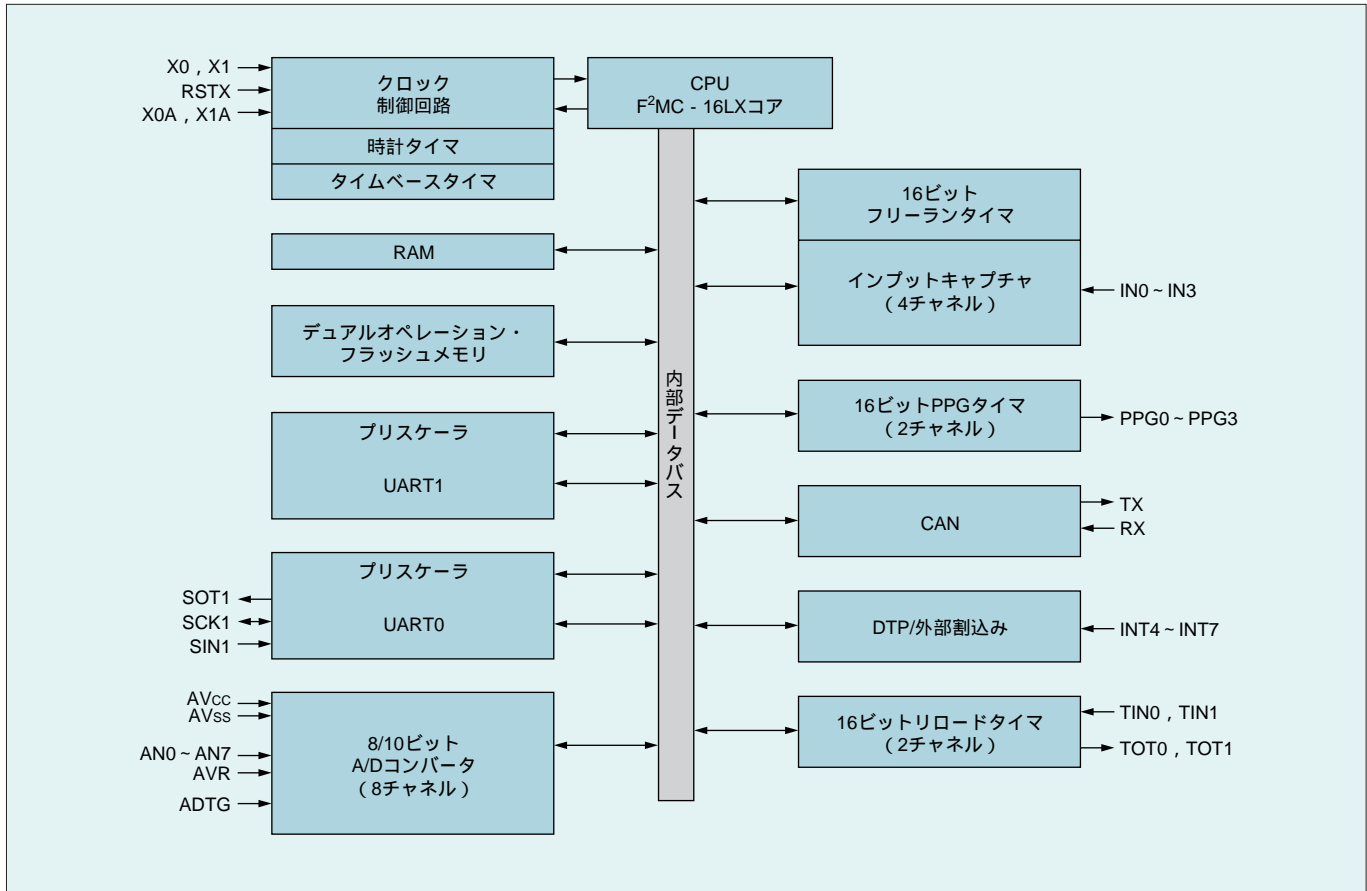 X0，X1
RSTX
X0A，X1A
クロック
制御回路
時計タイマ
タイムベースタイマ
CPU
F²MC - 16LXコア
RAM
デュアルオペレーション・
フラッシュメモリ
プリスケーラ
UART1
プリスケーラ
UART0
SOT1
SCK1
SIN1
AVCC
AVSS
AN0～AN7
AVR
ADTG
8/10ビット
A/Dコンバータ
（8チャネル）
内部データバス
16ビット
フリーランタイマ
インプットキャプチャ
（4チャネル）
IN0～IN3
16ビットPPGタイマ
（2チャネル）
PPG0～PPG3
CAN
TX
RX
DTP/外部割込み
INT4～INT7
16ビットリロードタイマ
（2チャネル）
TIN0，TIN1
TOT0，TOT1